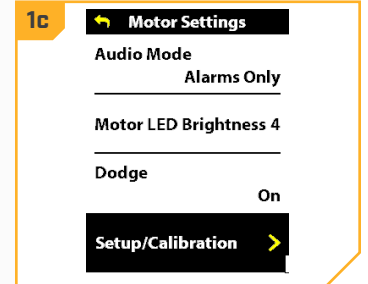 1c
Motor Settings
Audio Mode
Alarms Only
Motor LED Brightness 4
Dodge
On
Setup/Calibration >